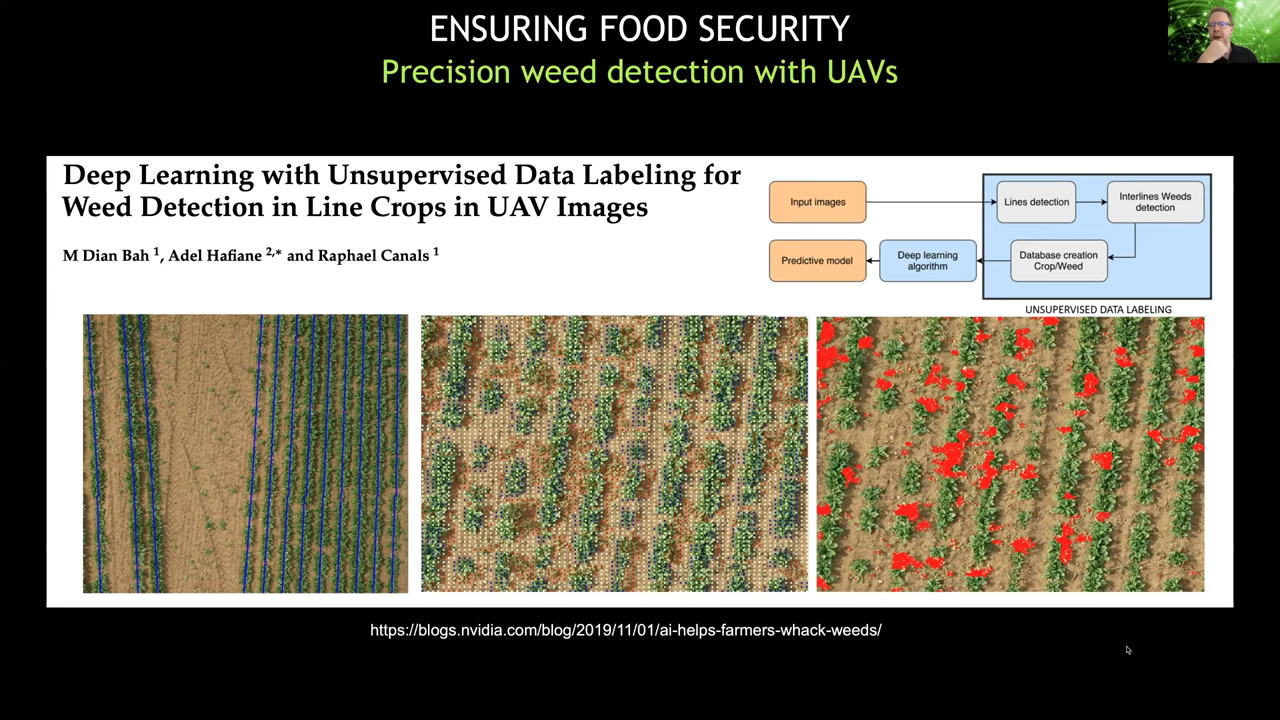 ENSURING FOOD SECURITY
Precision weed detection with UAVs
Deep Learning with Unsupervised Data Labeling for
Weed Detection in Line Crops in UAV Images
M Dian Bah 1, Adel Hafiane 2,* and Raphael Canals 1
Input images
Lines detection
Interlines Weeds
detection
Predictive model
Deep learning
algorithm
Database creation
Crop/Weed
UNSUPERVISED DATA LABELING
https://blogs.nvidia.com/blog/2019/11/01/ai-helps-farmers-whack-weeds/